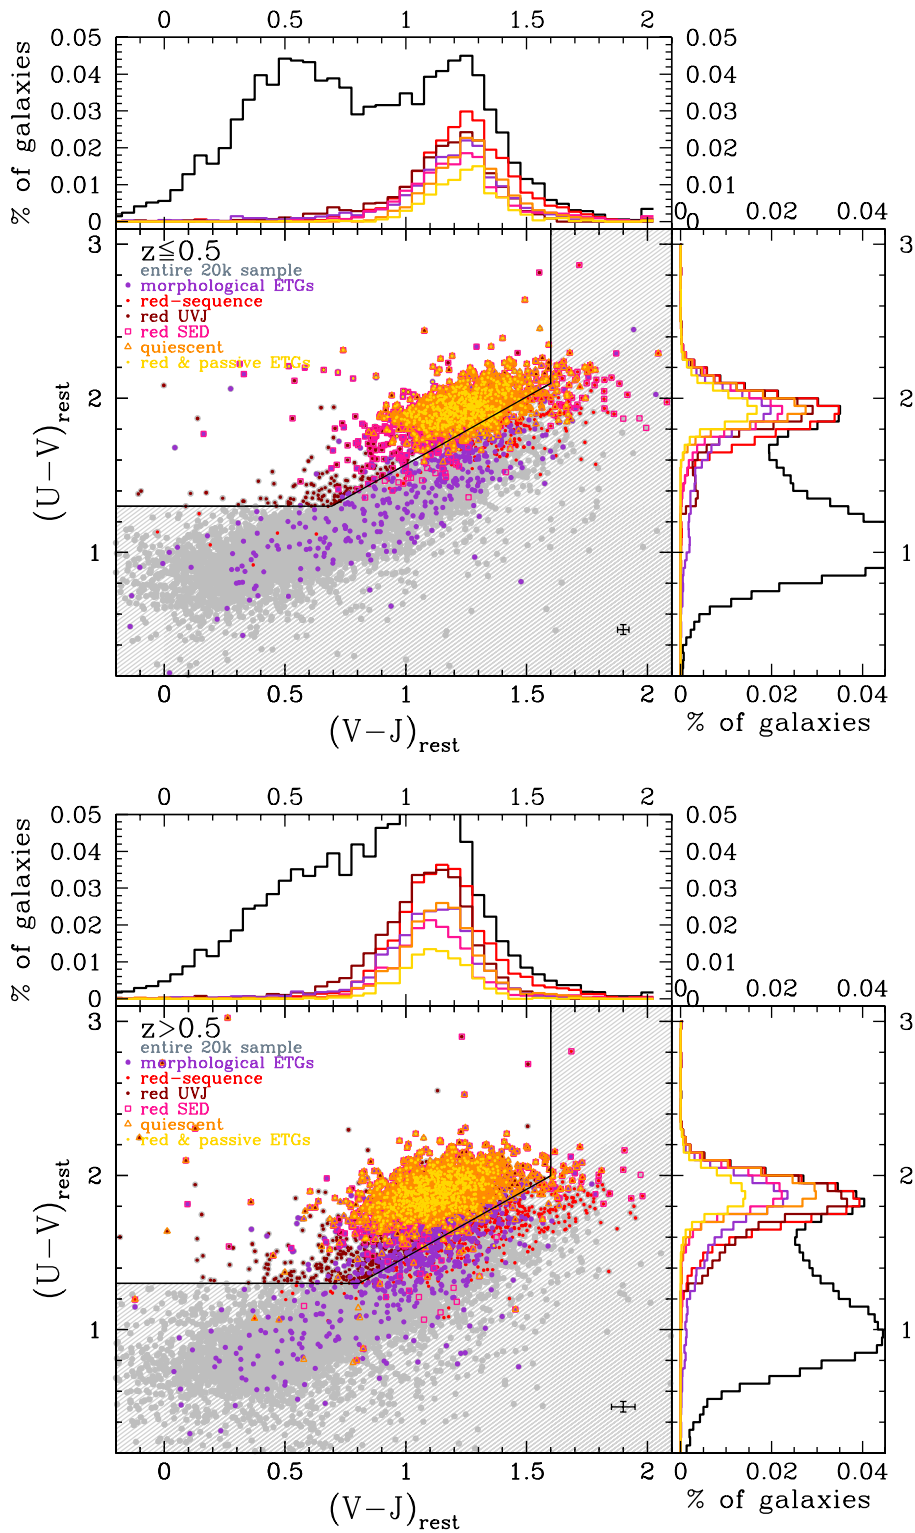 0 0.5 1 1.5 2
0.05 0.05
0.04 0.04
0.03 0.03
0.02 0.02
0.01 0.01
0 0
% of galaxies
0 0.02 0.04
3 3
z≦0.5
entire 20k sample
morphological ETGs
red-sequence
red UVJ
red SED
quiescent
red & passive ETGs
2 2
(U-V)rest
1 1
0 0.5 1 1.5 2 0 0.02 0.04
(V-J)rest
% of galaxies
0 0.5 1 1.5 2
0.05 0.05
0.04 0.04
0.03 0.03
0.02 0.02
0.01 0.01
0 0
% of galaxies
0 0.02 0.04
3 3
z>0.5
entire 20k sample
morphological ETGs
red-sequence
red UVJ
red SED
quiescent
red & passive ETGs
2 2
(U-V)rest
1 1
0 0.5 1 1.5 2 0 0.02 0.04
(V-J)rest
% of galaxies